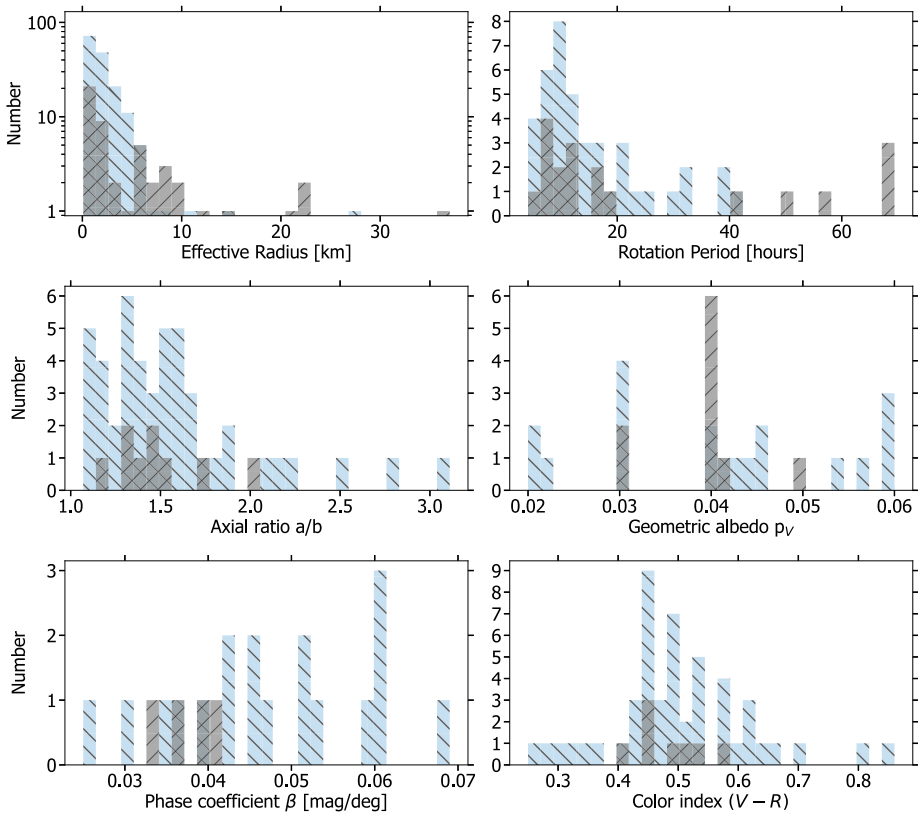 100
10
1
Number
0 10 20 30
Effective Radius [km]
8
7
6
5
4
3
2
1
0
20 40 60
Rotation Period [hours]
6
5
4
3
2
1
0
Number
1.0 1.5 2.0 2.5 3.0
Axial ratio a/b
6
5
4
3
2
1
0
0.02 0.03 0.04 0.05 0.06
Geometric albedo pV
3
2
1
0
Number
0.03 0.04 0.05 0.06 0.07
Phase coefficient β [mag/deg]
9
7
6
5
4
3
2
1
0
0.3 0.4 0.5 0.6 0.7 0.8
Color index (V − R)